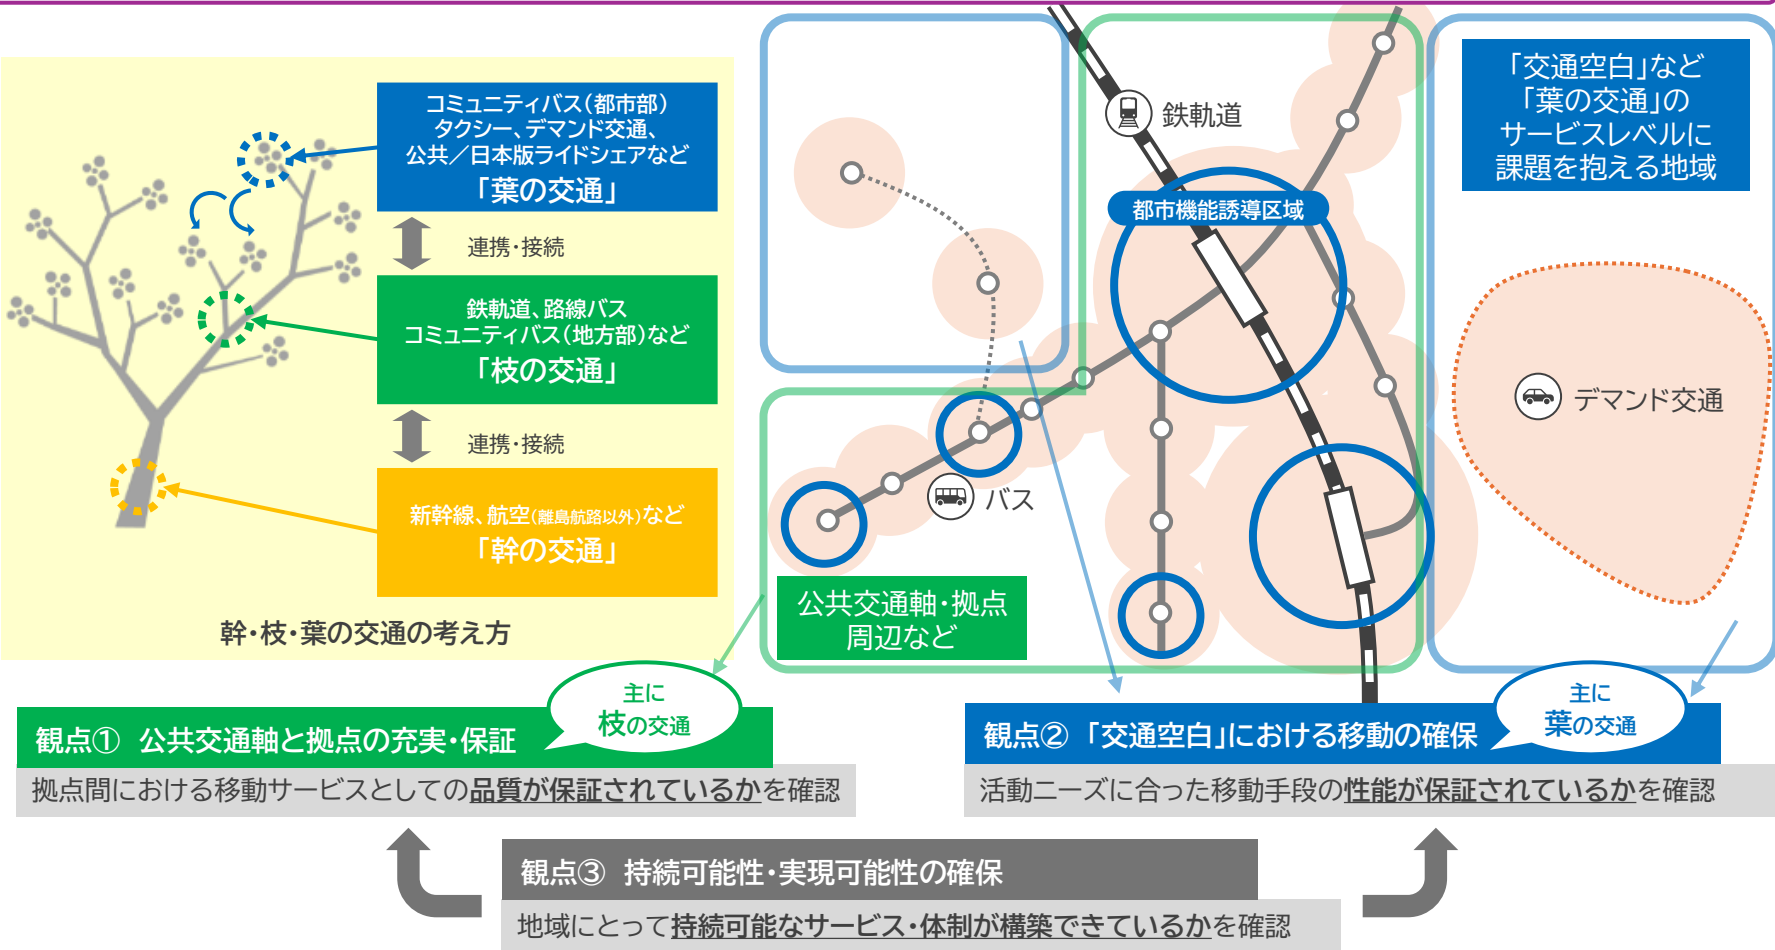 コミュニティバス（都市部）
タクシー、デマンド交通、
公共／日本版ライドシェアなど
「葉の交通」
連携・接続
鉄軌道、路線バス
コミュニティバス（地方部）など
「枝の交通」
連携・接続
新幹線、航空（離島航路以外）など
「幹の交通」
幹・枝・葉の交通の考え方
鉄軌道
都市機能誘導区域
バス
公共交通軸・拠点
周辺など
「交通空白」など
「葉の交通」の
サービスレベルに
課題を抱える地域
デマンド交通
主に
枝の交通
観点① 公共交通軸と拠点の充実・保証
拠点間における移動サービスとしての品質が保証されているかを確認
主に
葉の交通
観点② 「交通空白」における移動の確保
活動ニーズに合った移動手段の性能が保証されているかを確認
観点③ 持続可能性・実現可能性の確保
地域にとって持続可能なサービス・体制が構築できているかを確認